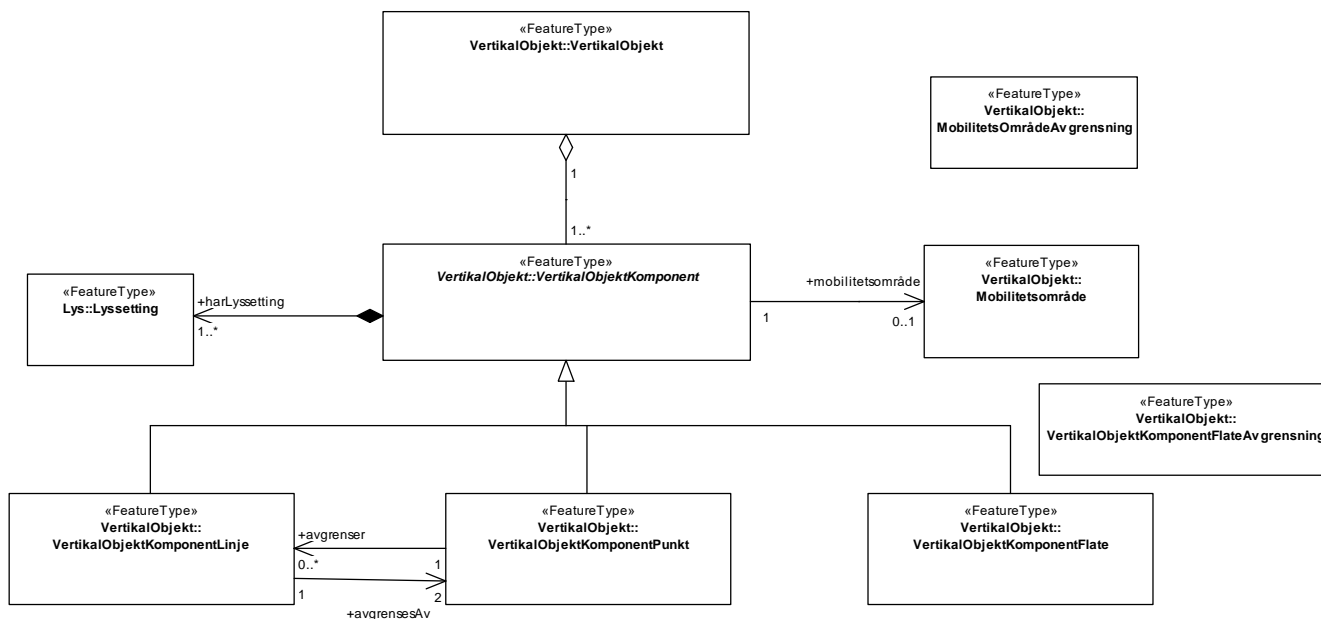 «FeatureType»
VertikalObjekt::VertikalObjekt
«FeatureType»
VertikalObjekt::
MobilitetsOmrådeAvgrensning
1
1..*
«FeatureType»
VertikalObjekt::VertikalObjektKomponent
«FeatureType»
Lys::Lyssetting
+harLyssetting
1..*
+mobilitetsområde
1
0..1
«FeatureType»
VertikalObjekt::
Mobilitetsområde
«FeatureType»
VertikalObjekt::
VertikalObjektKomponentFlateAvgrensning
«FeatureType»
VertikalObjekt::
VertikalObjektKomponentLinje
+avgrenser
0..*
1
1
2
+avgrensesAv
«FeatureType»
VertikalObjekt::
VertikalObjektKomponentPunkt
«FeatureType»
VertikalObjekt::
VertikalObjektKomponentFlate